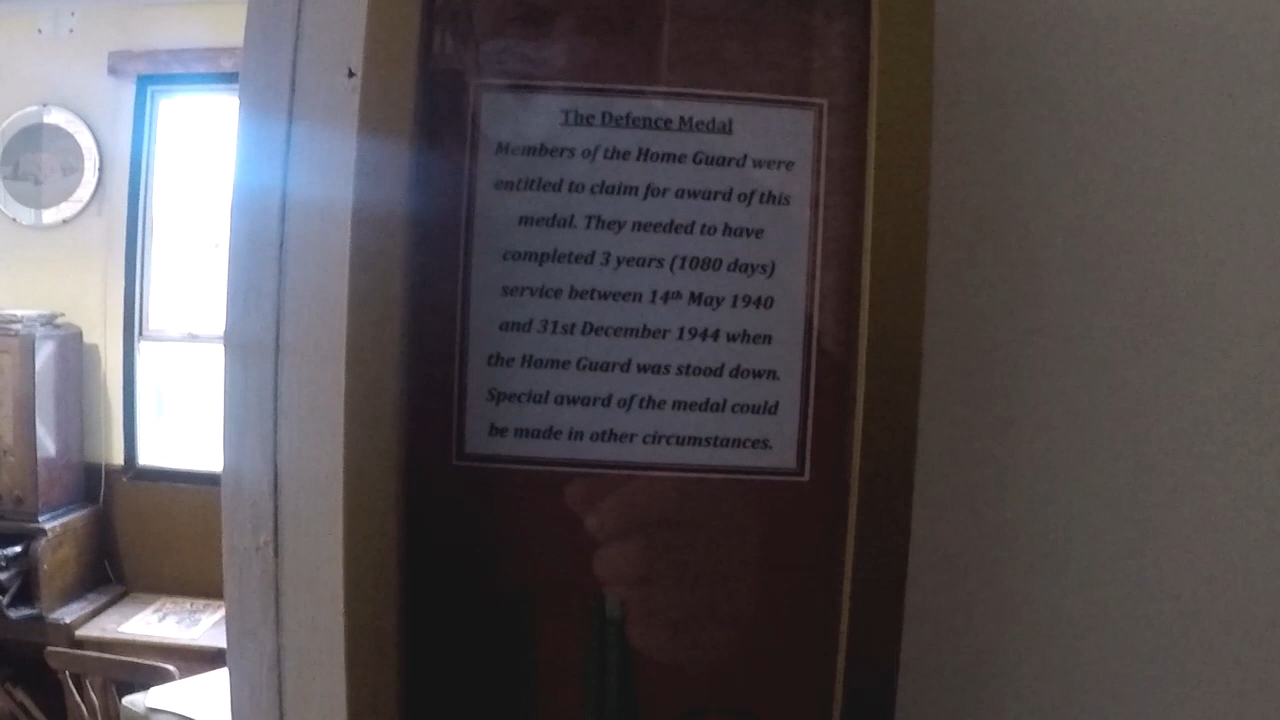 The Defence Medal
Members of the Home Guard were
entitled to claim for award of this
medal. They needed to have
completed 3 years (1080 days)
service between 14th May 1940
and 31st December 1944 when
the Home Guard was stood down.
Special award of the medal could
be made in other circumstances.